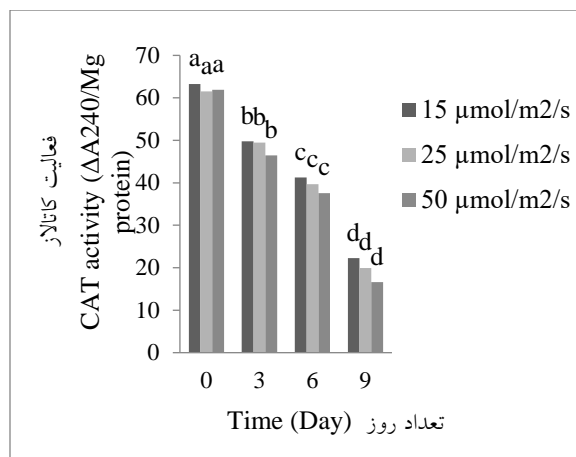 فعالیت کاتالاز
CAT activity (ΔA240/Mg
protein)
70
60
50
40
30
20
10
0
a a a
b b b
c c c
d d d
0 3 6 9
Time (Day) تعداد روز
15 µmol/m2/s
25 µmol/m2/s
50 µmol/m2/s